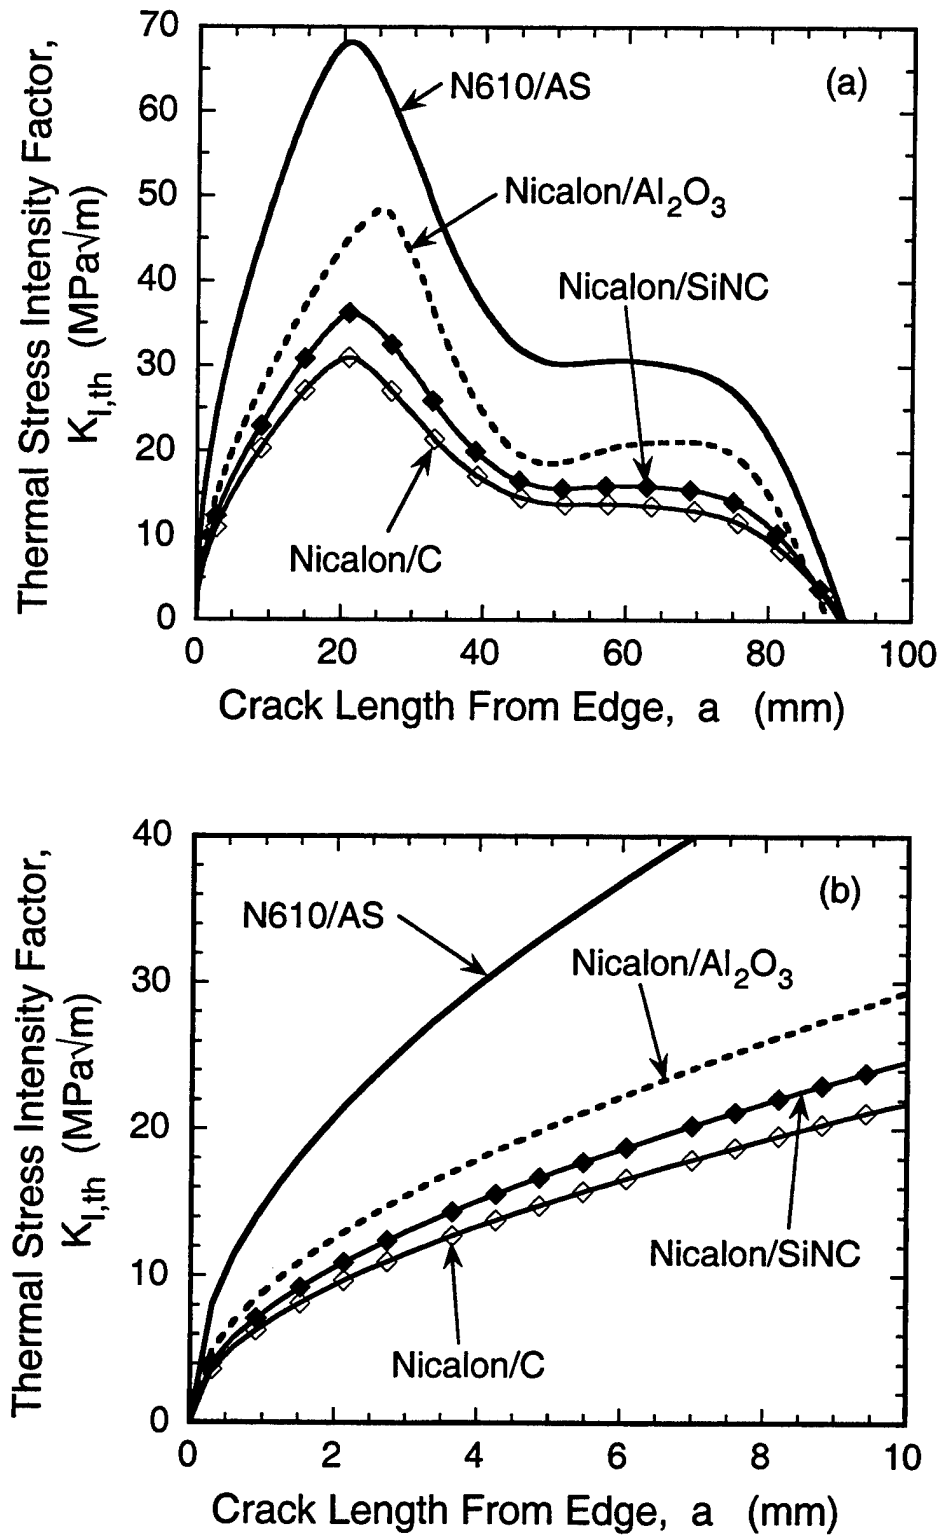 Thermal Stress Intensity Factor,
K_I,th (MPa√m)
70
60
50
40
30
20
10
0
(a)
N610/AS
Nicalon/Al₂O₃
Nicalon/SiNC
Nicalon/C
0 20 40 60 80 100
Crack Length From Edge, a (mm)
Thermal Stress Intensity Factor,
K_I,th (MPa√m)
40
30
20
10
0
(b)
N610/AS
Nicalon/Al₂O₃
Nicalon/SiNC
Nicalon/C
0 2 4 6 8 10
Crack Length From Edge, a (mm)